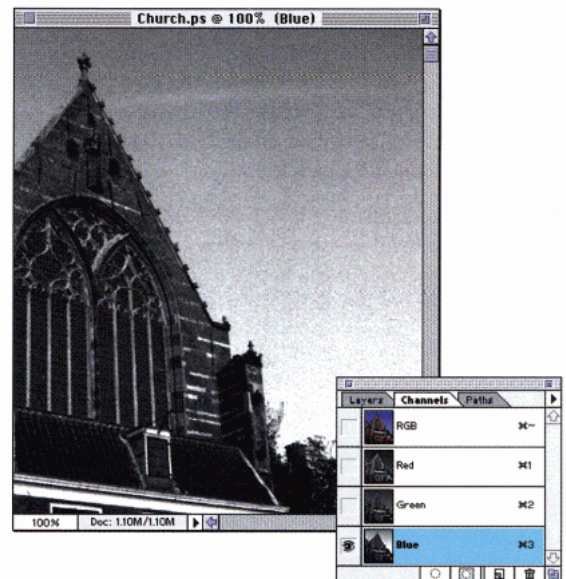 Church.ps @ 100% (Blue)
100%
Doc: 1.10M/1.10M
Layers
Channels
Paths
RGB
⌘~
Red
⌘1
Green
⌘2
Blue
⌘3